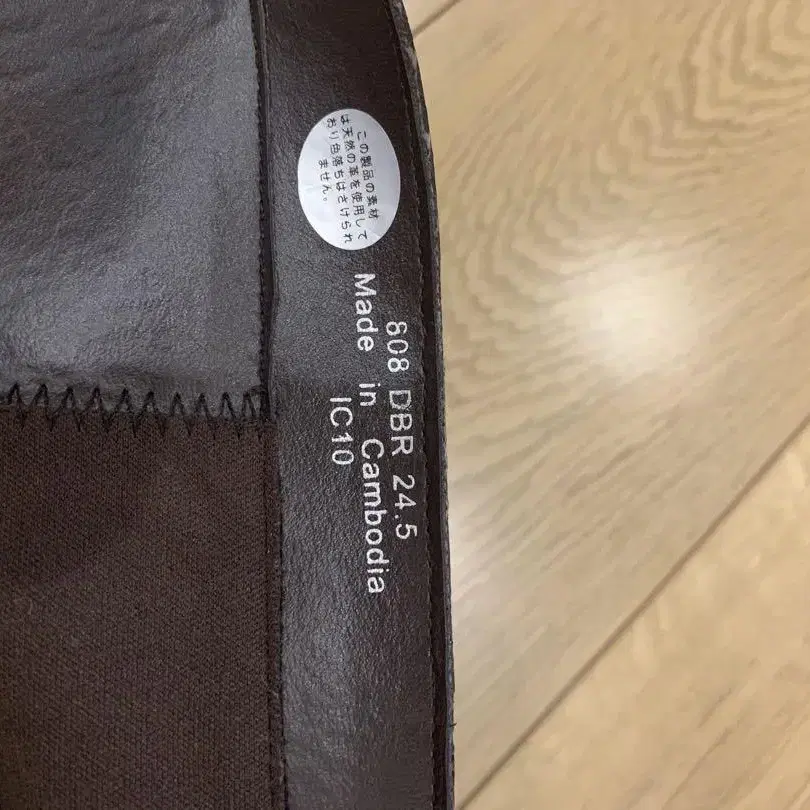 この製品の素材
は天然の革を使用して
おり色落ちはさけられ
ません。
808 DBR 24.5
Made in Cambodia
IC10